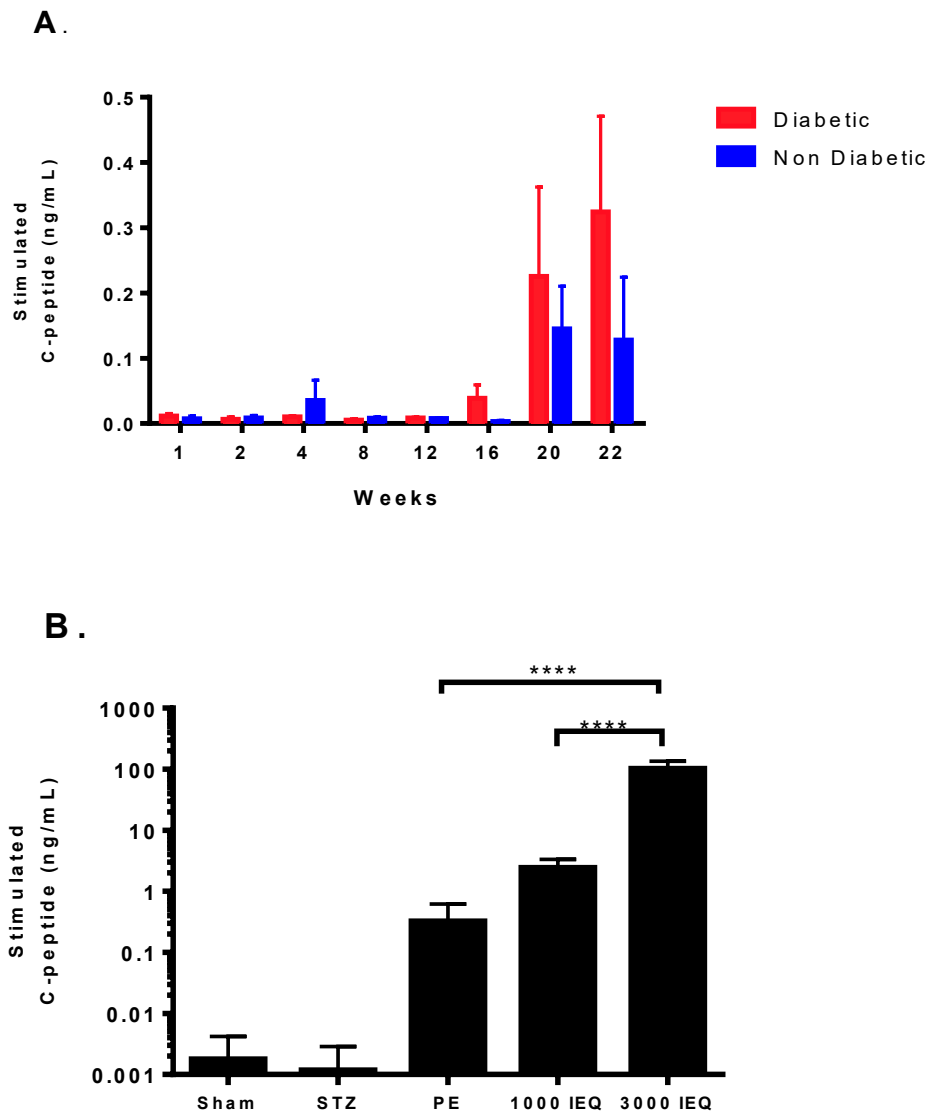 A.
0.5
0.4
0.3
0.2
0.1
0.0
Stimulated
C-peptide (ng/mL)
Diabetic
Non Diabetic
1 2 4 8 12 16 20 22
Weeks
B.
****
****
1000
100
10
1
0.1
0.01
0.001
Stimulated
C-peptide (ng/mL)
Sham STZ PE 1000 IEQ 3000 IEQ